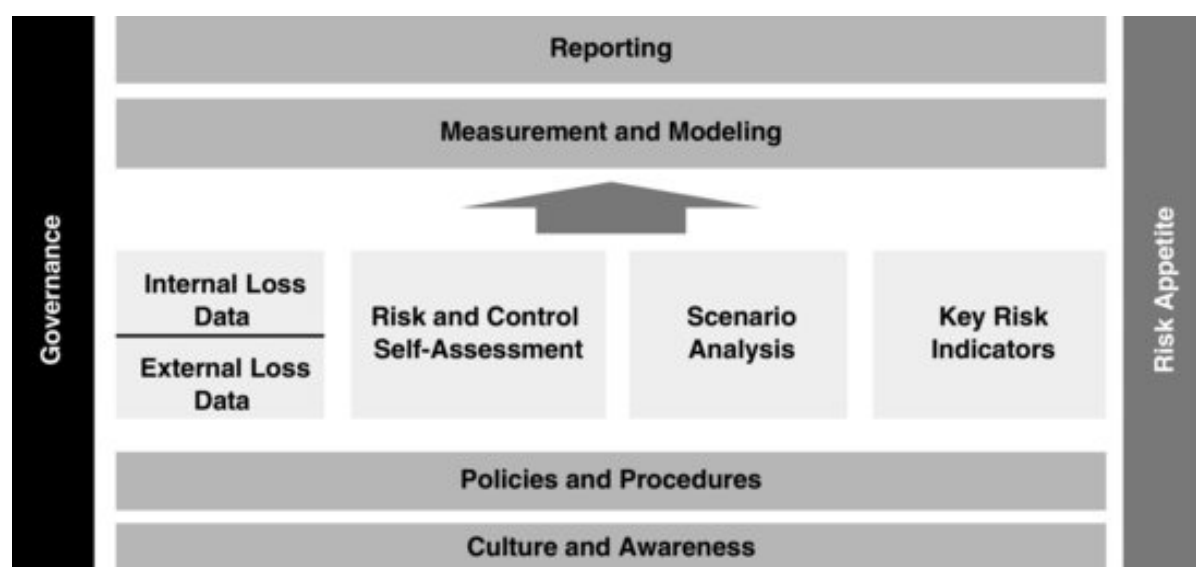 Reporting
Measurement and Modeling
Governance
Internal Loss
Data
External Loss
Data
Risk and Control
Self-Assessment
Scenario
Analysis
Key Risk
Indicators
Risk Appetite
Policies and Procedures
Culture and Awareness